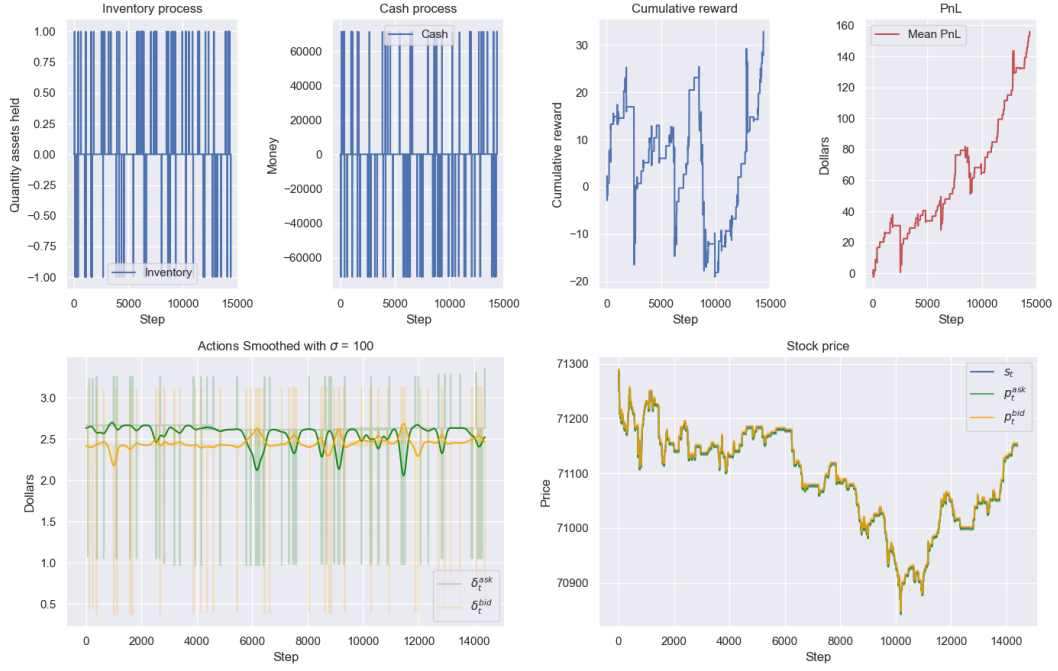 Inventory process
1.00
0.75
0.50
0.25
0.00
−0.25
−0.50
−0.75
−1.00
Quantity assets held
Inventory
0
5000
10000
15000
Step
Cash process
60000
40000
20000
0
−20000
−40000
−60000
Money
Cash
0
5000
10000
15000
Step
Cumulative reward
30
20
10
0
−10
−20
Cumulative reward
0
5000
10000
15000
Step
PnL
160
140
120
100
80
60
40
20
0
Dollars
Mean PnL
0
5000
10000
15000
Step
Actions Smoothed with σ = 100
3.0
2.5
2.0
1.5
1.0
0.5
Dollars
δ_t^ask
δ_t^bid
0
2000
4000
6000
8000
10000
12000
14000
Step
Stock price
71300
71200
71100
71000
70900
Price
s_t
p_t^ask
p_t^bid
0
2000
4000
6000
8000
10000
12000
14000
Step